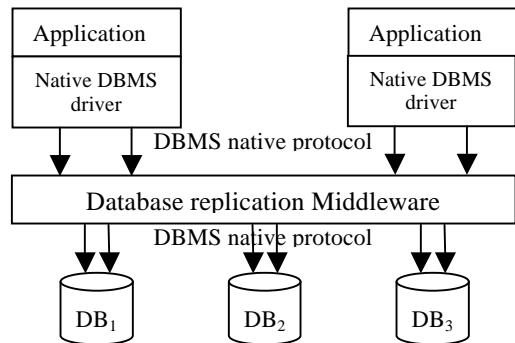 Application
Application
Native DBMS
driver
Native DBMS
driver
DBMS native protocol
Database replication Middleware
DBMS native protocol
DB₁
DB₂
DB₃